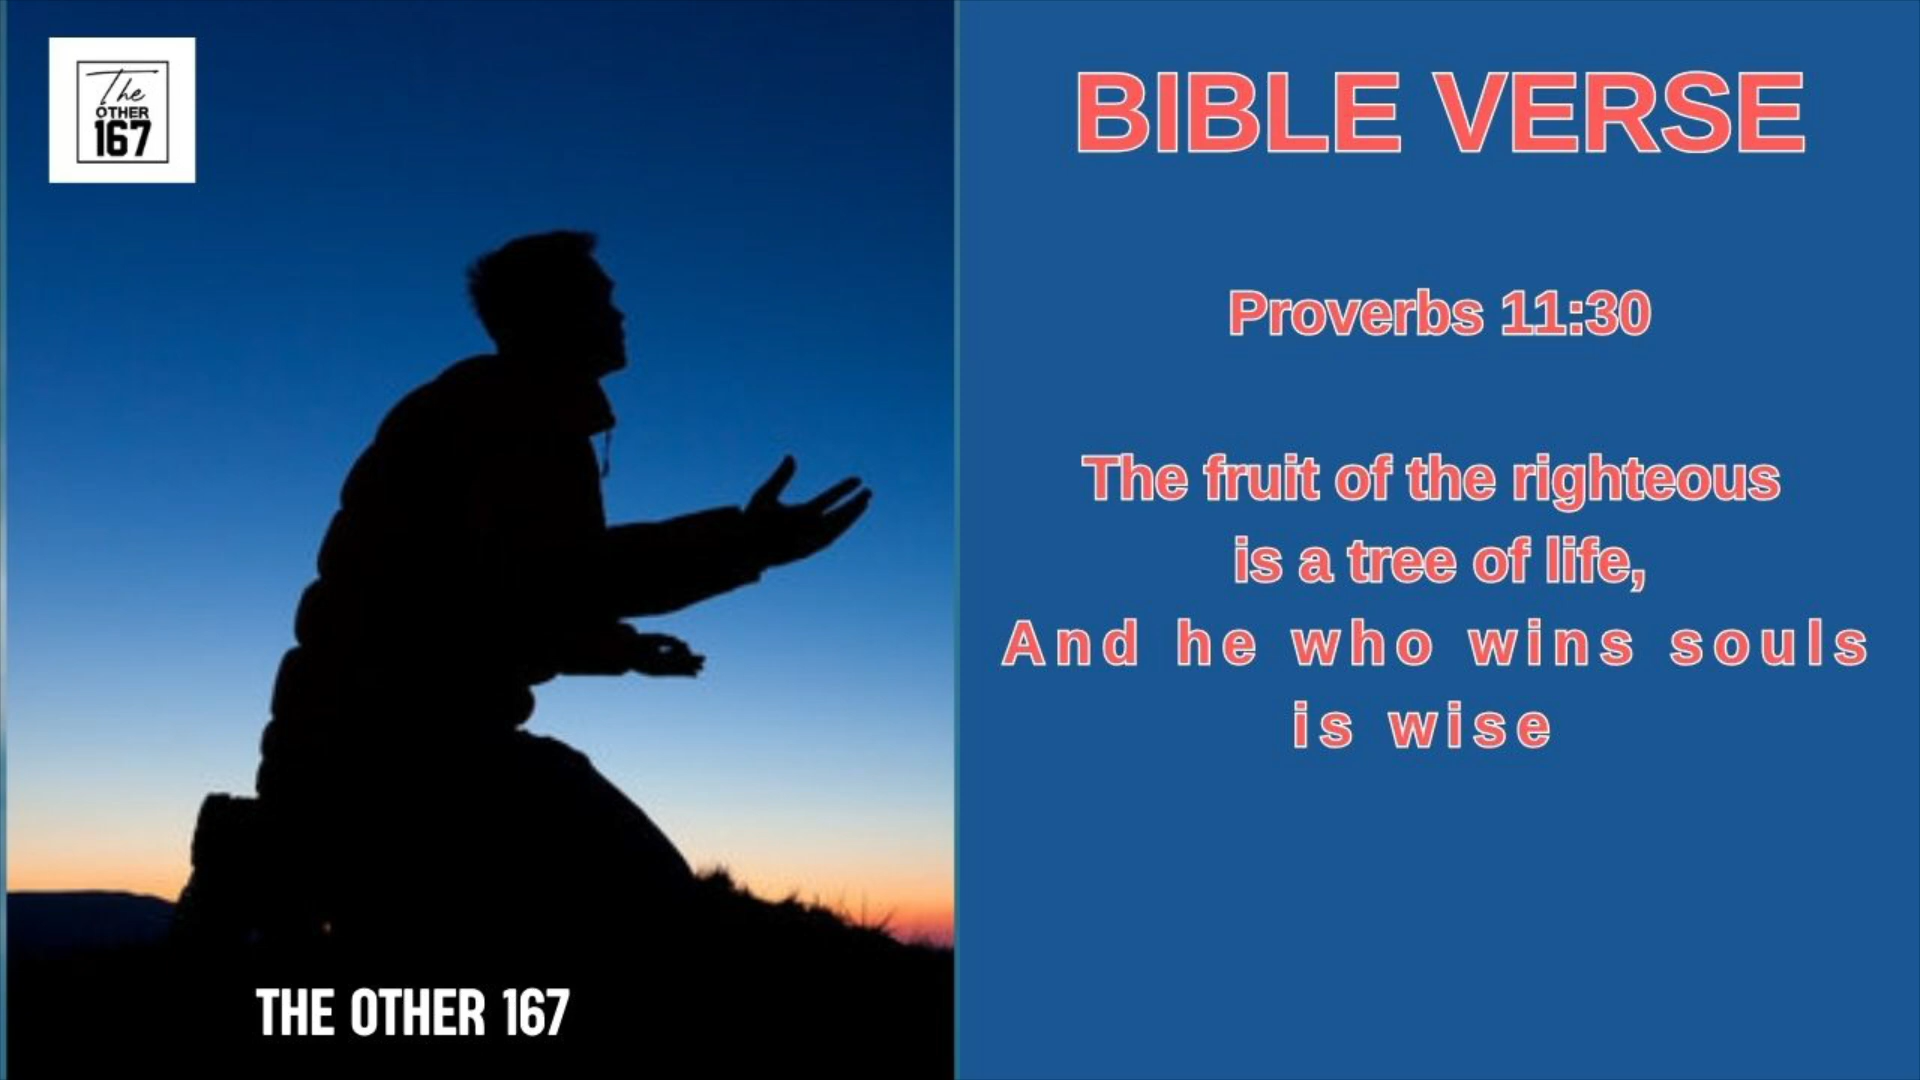 The
OTHER
167
THE OTHER 167
BIBLE VERSE
Proverbs 11:30
The fruit of the righteous
is a tree of life,
And he who wins souls
is wise